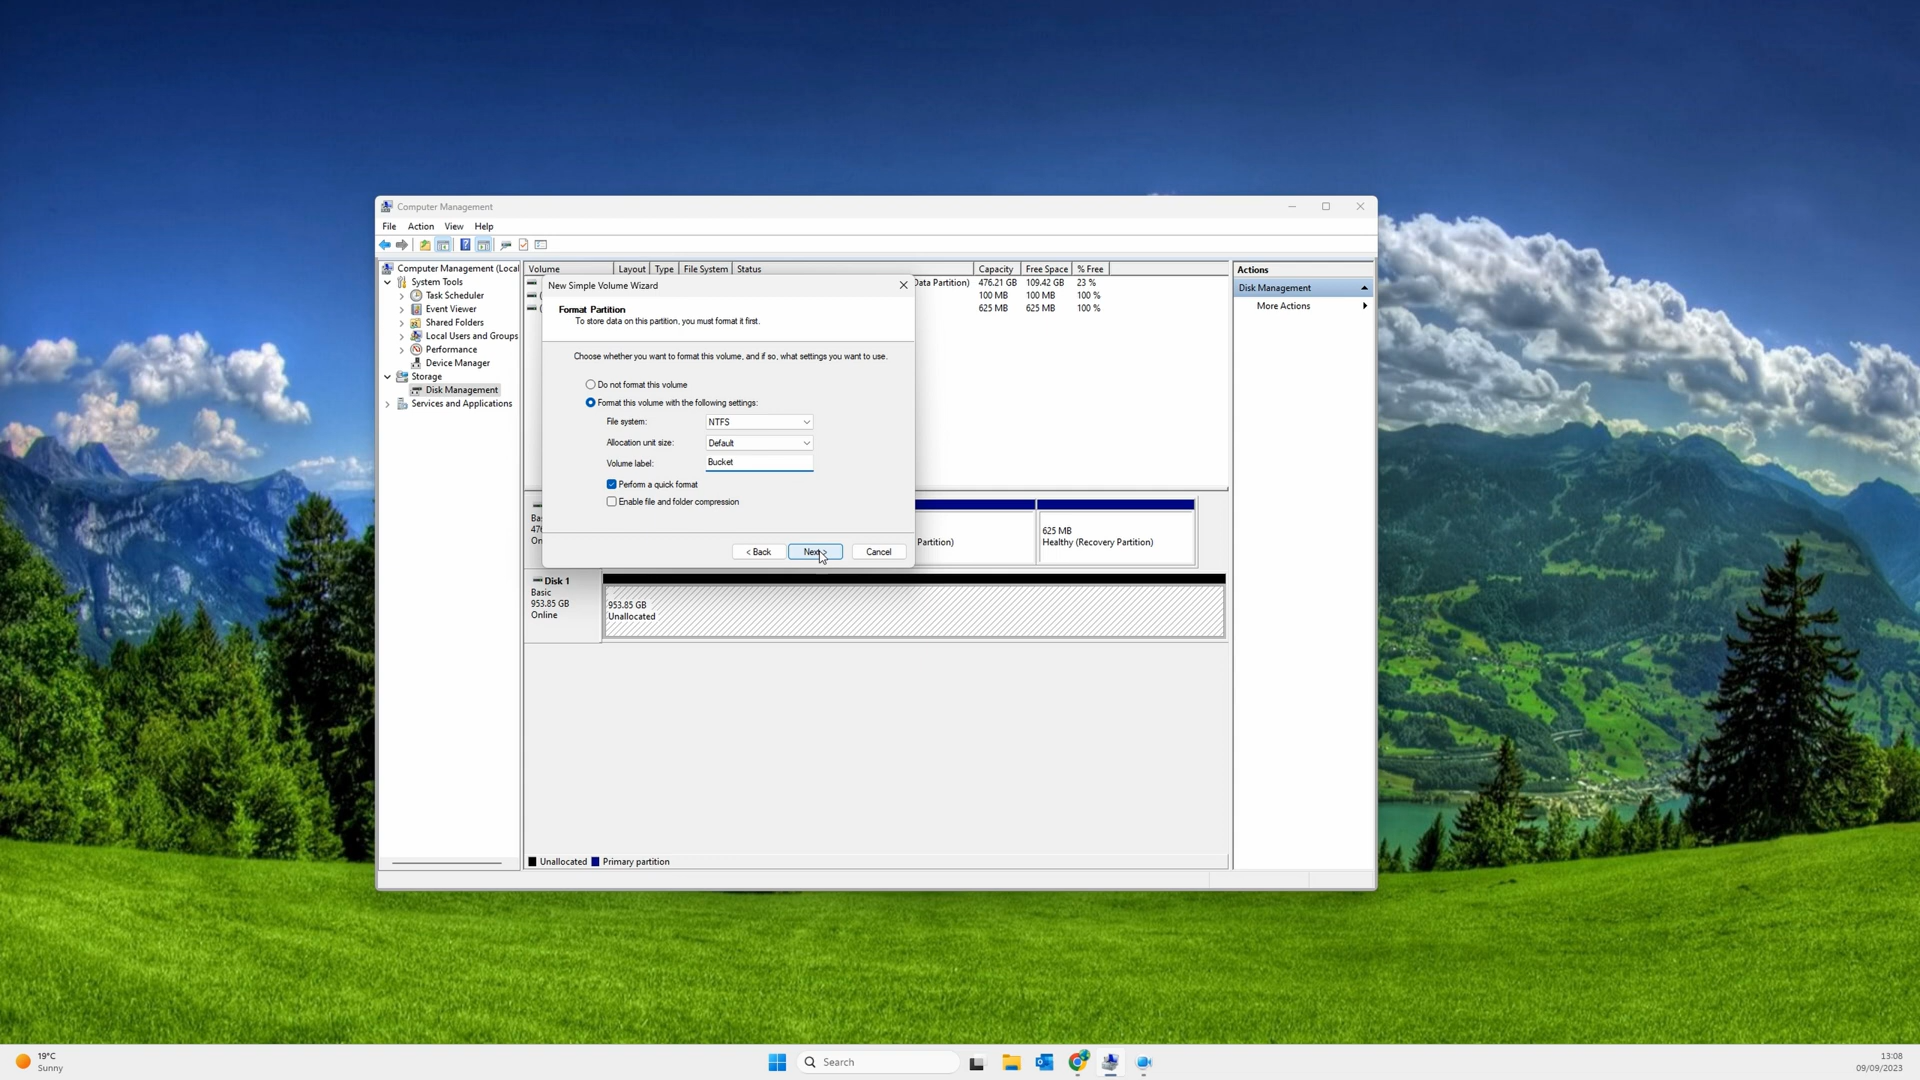 Computer Management
File Action View Help
Computer Management (Local
System Tools
Task Scheduler
Event Viewer
Shared Folders
Local Users and Groups
Performance
Device Manager
Storage
Disk Management
Services and Applications
Volume Layout Type File System Status Capacity Free Space % Free
Data Partition) 476.21 GB 109.42 GB 23 %
100 MB 100 MB 100 %
625 MB 625 MB 100 %
New Simple Volume Wizard
Format Partition
To store data on this partition, you must format it first.
Choose whether you want to format this volume, and if so, what settings you want to use.
Do not format this volume
Format this volume with the following settings:
File system: NTFS
Allocation unit size: Default
Volume label: Bucket
Perform a quick format
Enable file and folder compression
< Back Next > Cancel
Ba
476
On
Partition)
625 MB
Healthy (Recovery Partition)
Disk 1
Basic
953.85 GB
Online
953.85 GB
Unallocated
Unallocated Primary partition
Actions
Disk Management
More Actions
19°C
Sunny
Search
13:08
09/09/2023